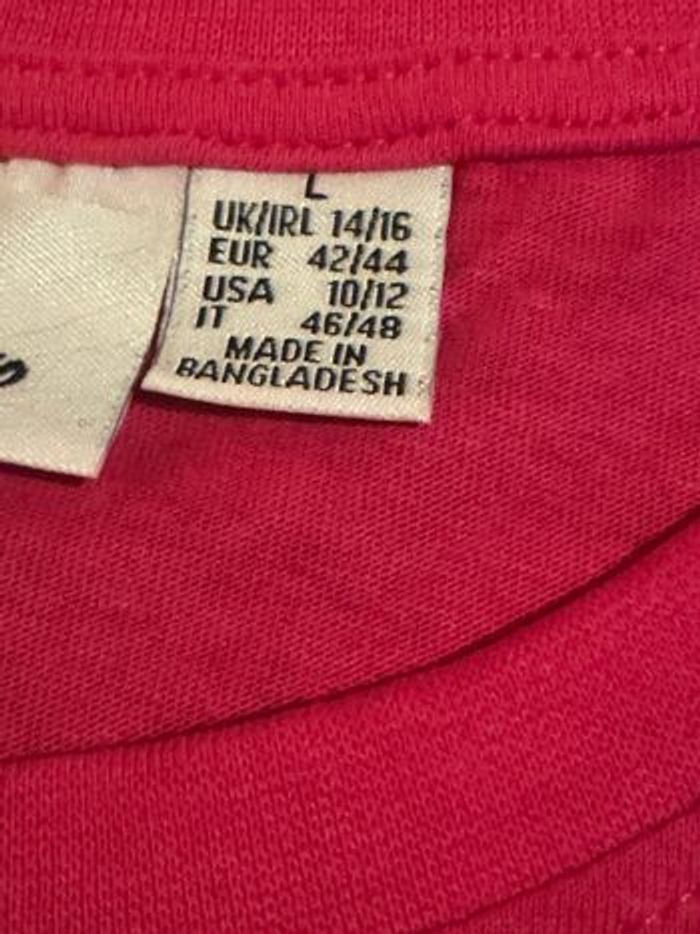 L
UK/IRL 14/16
EUR 42/44
USA 10/12
IT 46/48
MADE IN
BANGLADESH